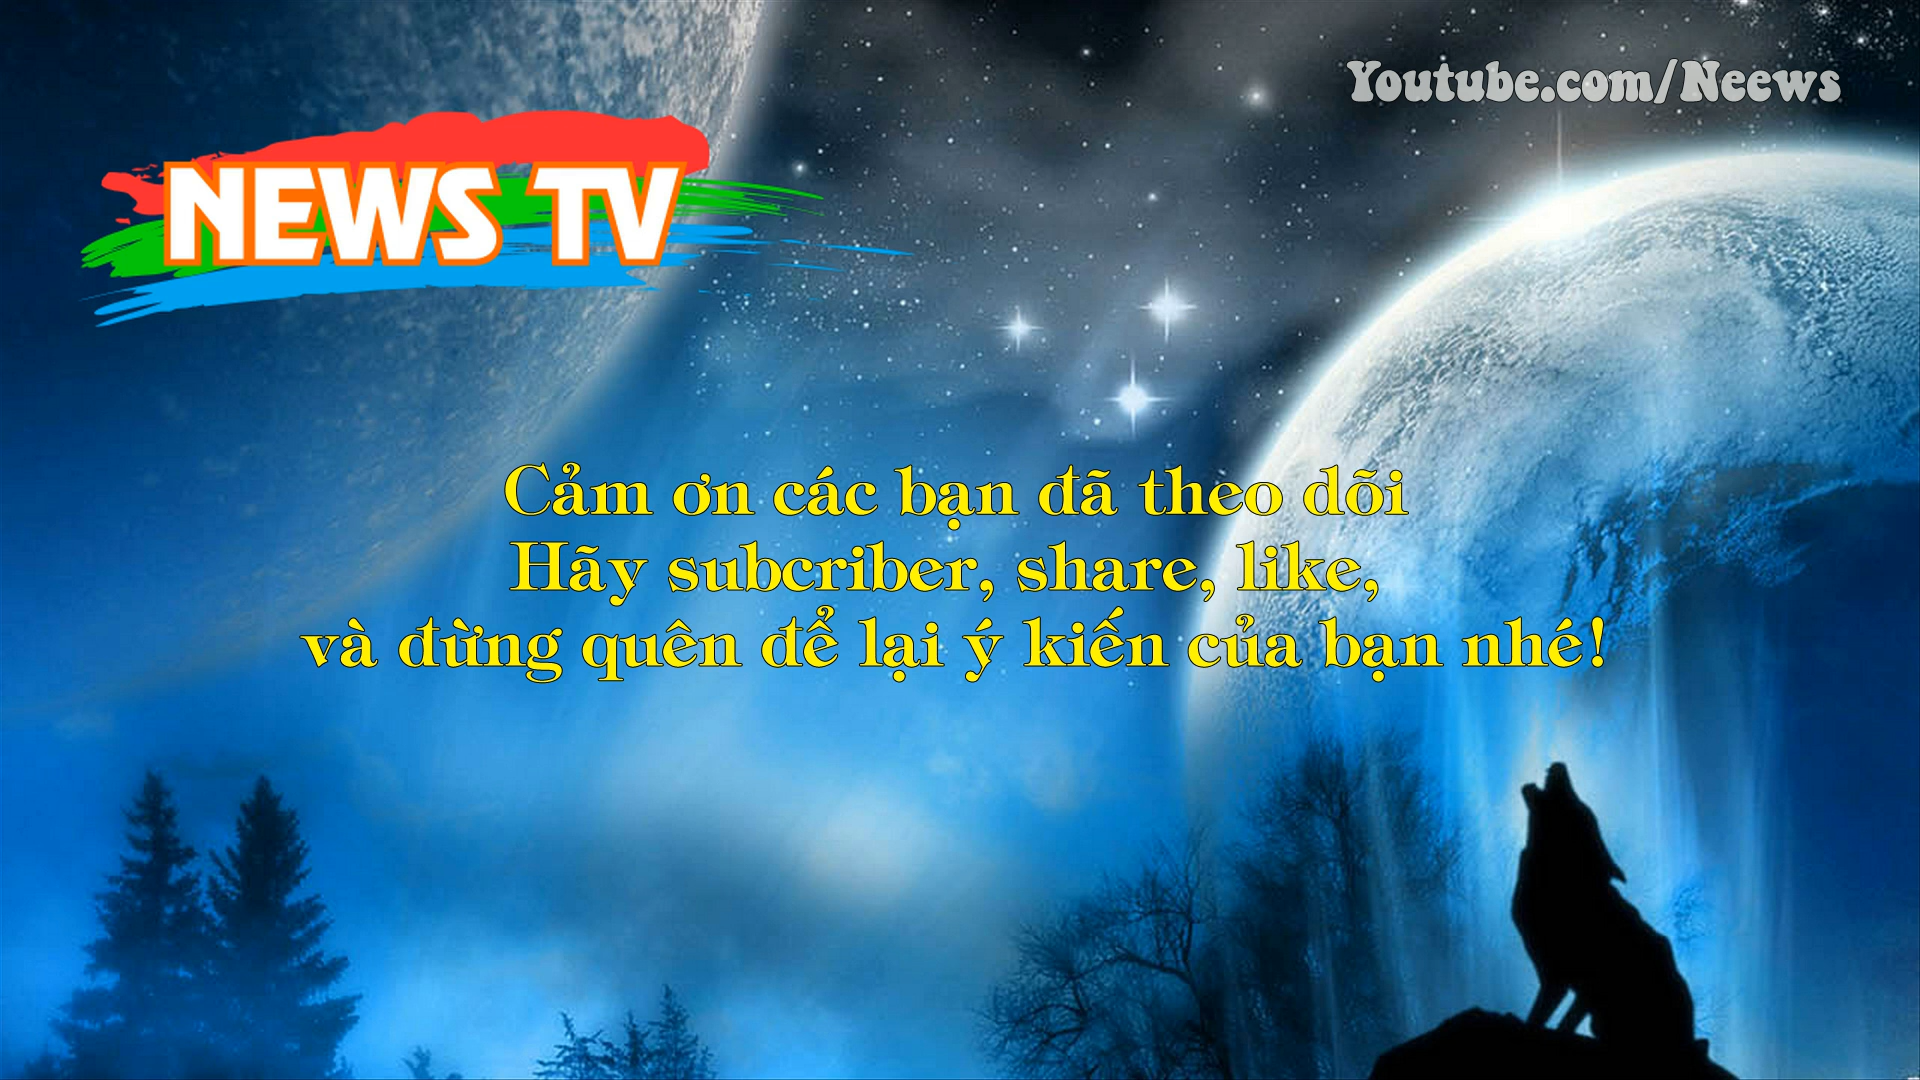 Youtube.com/Neews
NEWS TV
Cảm ơn các bạn đã theo dõi
Hãy subcriber, share, like,
và đừng quên để lại ý kiến của bạn nhé!